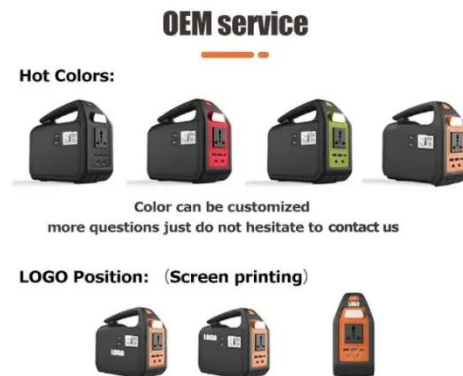 OEM service
Hot Colors:
Color can be customized
more questions just do not hesitate to contact us
LOGO Position: （Screen printing）
LOGO
LOGO
LOGO